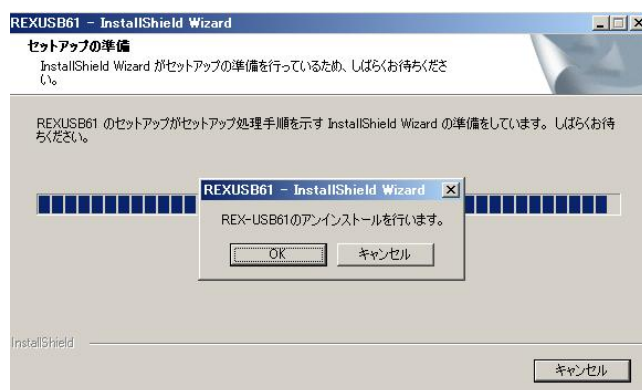 REXUSB61 - InstallShield Wizard
セットアップの準備
InstallShield Wizard がセットアップの準備を行っているため、しばらくお待ちくださ
い。
REXUSB61 のセットアップがセットアップ処理手順を示す InstallShield Wizard の準備をしています。しばらくお待
ちください。
REXUSB61 - InstallShield Wizard
REX-USB61のアンインストールを行います。
OK
キャンセル
InstallShield
キャンセル